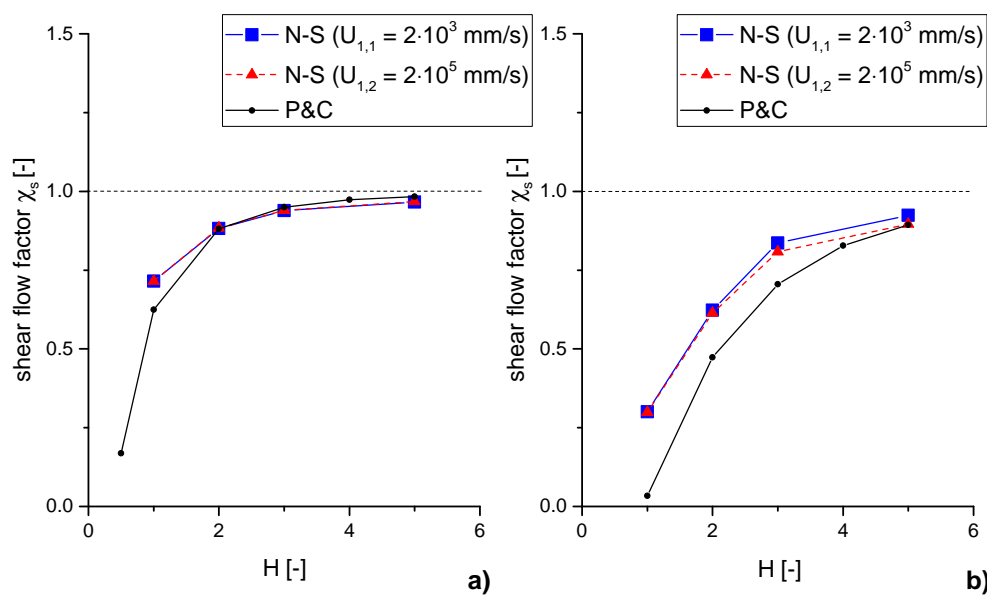 N-S (U1,1 = 2·10³ mm/s)
N-S (U1,2 = 2·10⁵ mm/s)
P&C
1.5
1.0
0.5
0.0
shear flow factor χs [-]
0
2
4
6
H [-]
a)
N-S (U1,1 = 2·10³ mm/s)
N-S (U1,2 = 2·10⁵ mm/s)
P&C
1.5
1.0
0.5
0.0
shear flow factor χs [-]
0
2
4
6
H [-]
b)